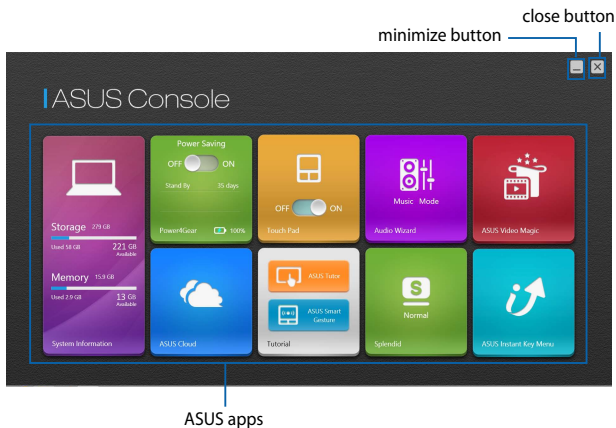 close button
minimize button
ASUS Console
Power Saving
OFF ON
Stand By 35 days
Power4Gear 100%
OFF ON
Touch Pad
Music Mode
Audio Wizard
ASUS Video Magic
Storage 279 GB
Used 58 GB 221 GB
Available
Memory 15.9 GB
Used 2.9 GB 13 GB
Available
System Information
ASUS Cloud
ASUS Tutor
ASUS Smart
Gesture
Tutorial
S
Normal
Splendid
ASUS Instant Key Menu
ASUS apps